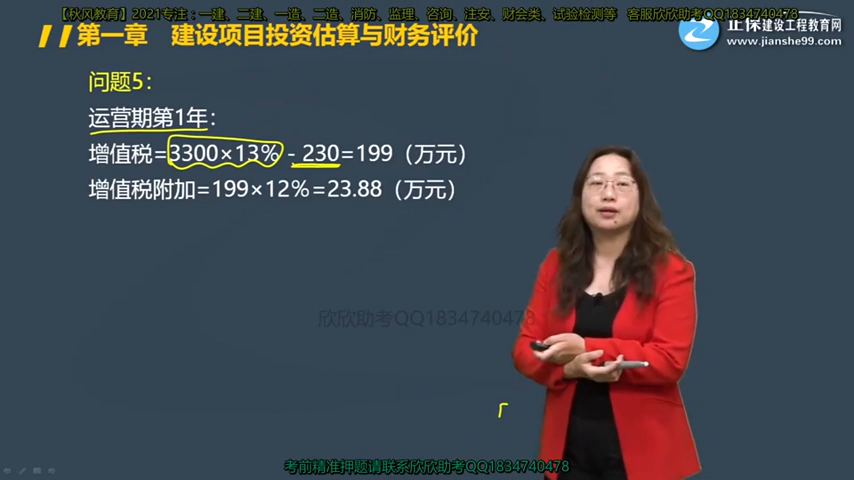 【秋风教育】2021专注：一建、二建、一造、二造、消防、监理、咨询、注安、财会类、试验检测等 客服欣欣助考QQ1834740478
第一章 建设项目投资估算与财务评价
正保建设工程教育网
www.jianshe99.com
问题5：
运营期第1年：
增值税=3300×13%－230=199（万元）
增值税附加=199×12%=23.88（万元）
欣欣助考QQ1834740478
考前精准押题请联系欣欣助考QQ1834740478